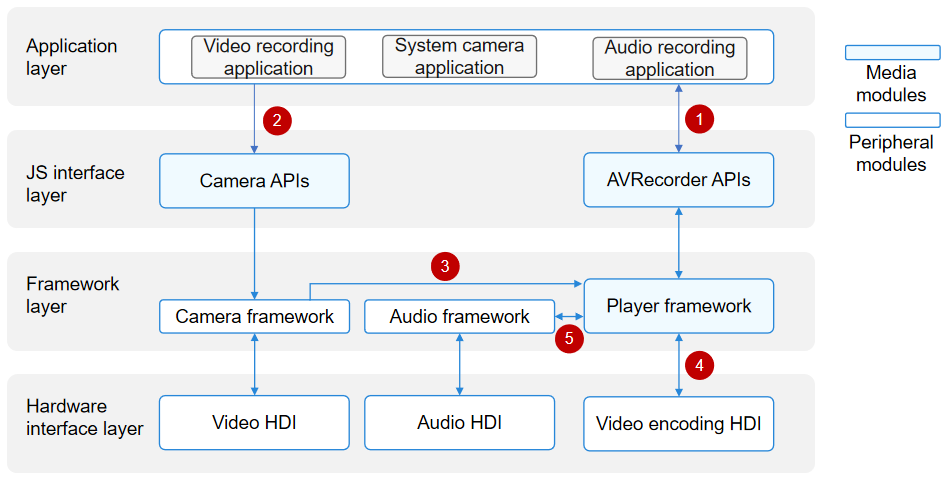 Application
layer
Video recording
application
System camera
application
Audio recording
application
Media
modules
Peripheral
modules
2
1
JS interface
layer
Camera APIs
AVRecorder APIs
3
Framework
layer
Camera framework
Audio framework
Player framework
5
4
Hardware
interface layer
Video HDI
Audio HDI
Video encoding HDI